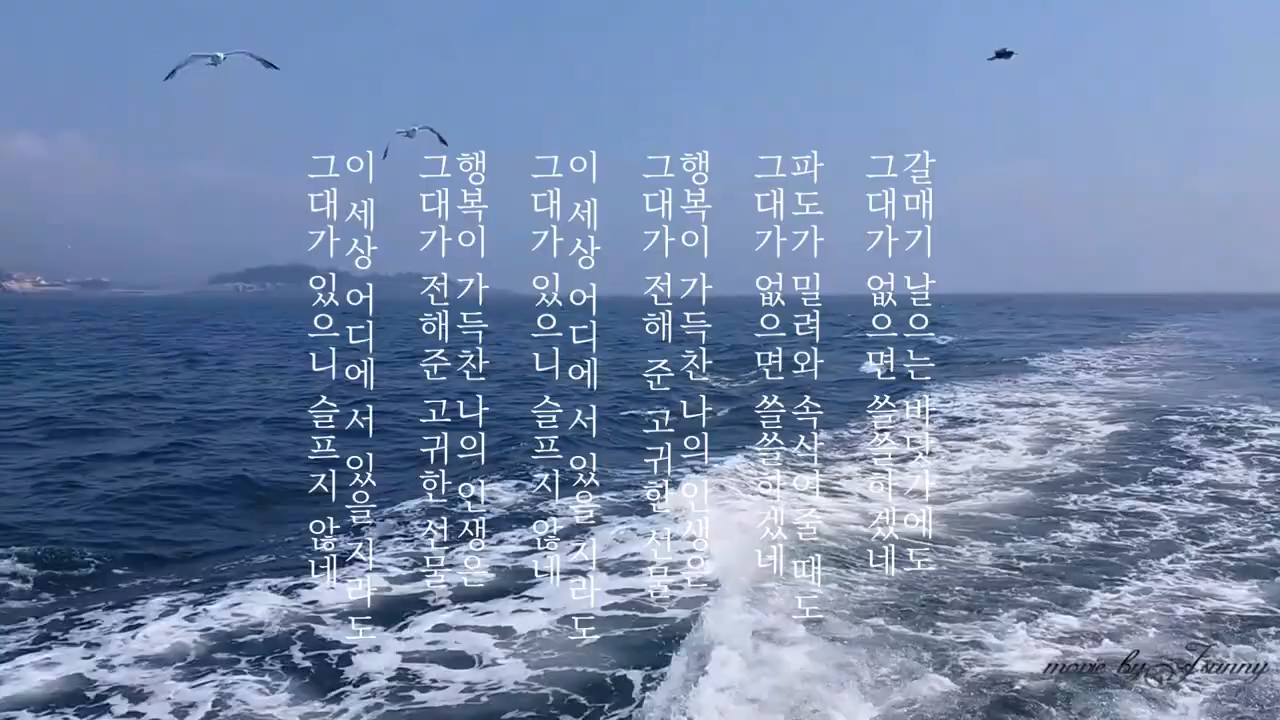 갈매기 날으는 바닷가에도
그대가 없으면 쓸쓸하겠네
파도가 밀려와 속삭여줄 때도
그대가 없으면 쓸쓸하겠네
행복이 가득찬 나의 인생은
그대가 전해 준 고귀한 선물
이 세상 어디에 서 있을 지라도
그대가 있으니 슬프지 않네
행복이 가득찬 나의 인생은
그대가 전해준 고귀한 선물
이 세상 어디에 서 있을 지라도
그대가 있으니 슬프지 않네
movie by Jsunny